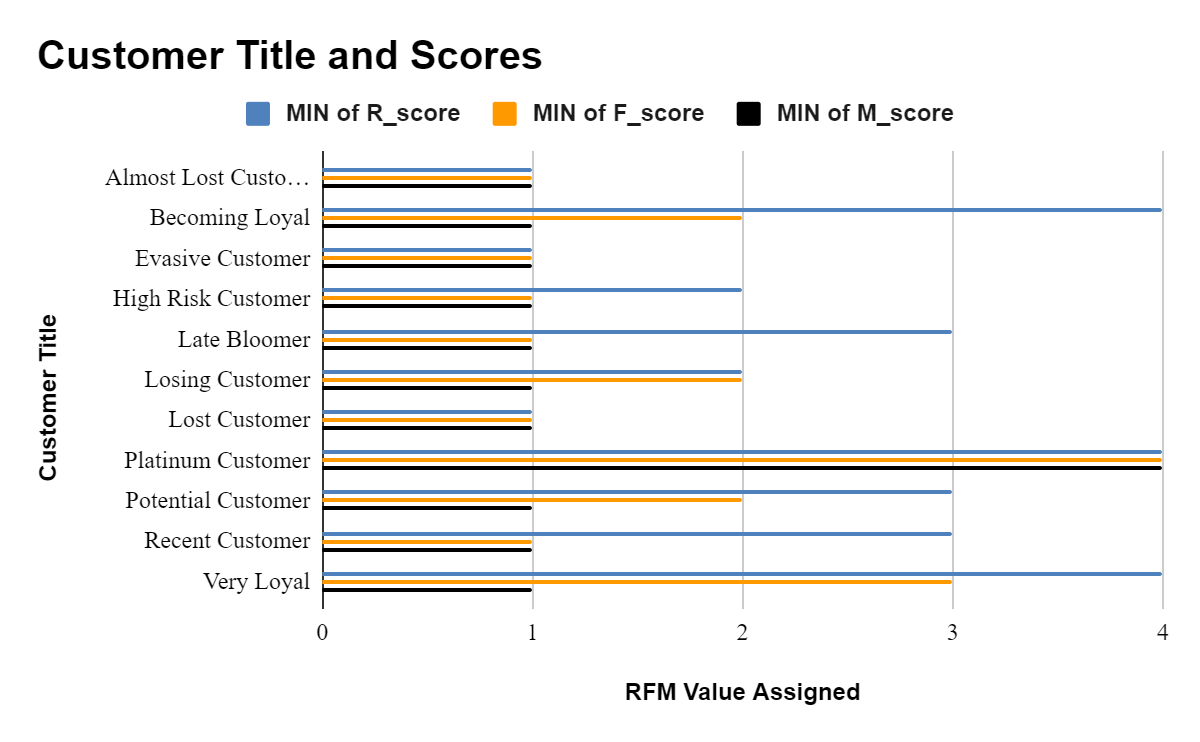 Customer Title and Scores
MIN of R_score MIN of F_score MIN of M_score
Customer Title
Almost Lost Custo…
Becoming Loyal
Evasive Customer
High Risk Customer
Late Bloomer
Losing Customer
Lost Customer
Platinum Customer
Potential Customer
Recent Customer
Very Loyal
0 1 2 3 4
RFM Value Assigned